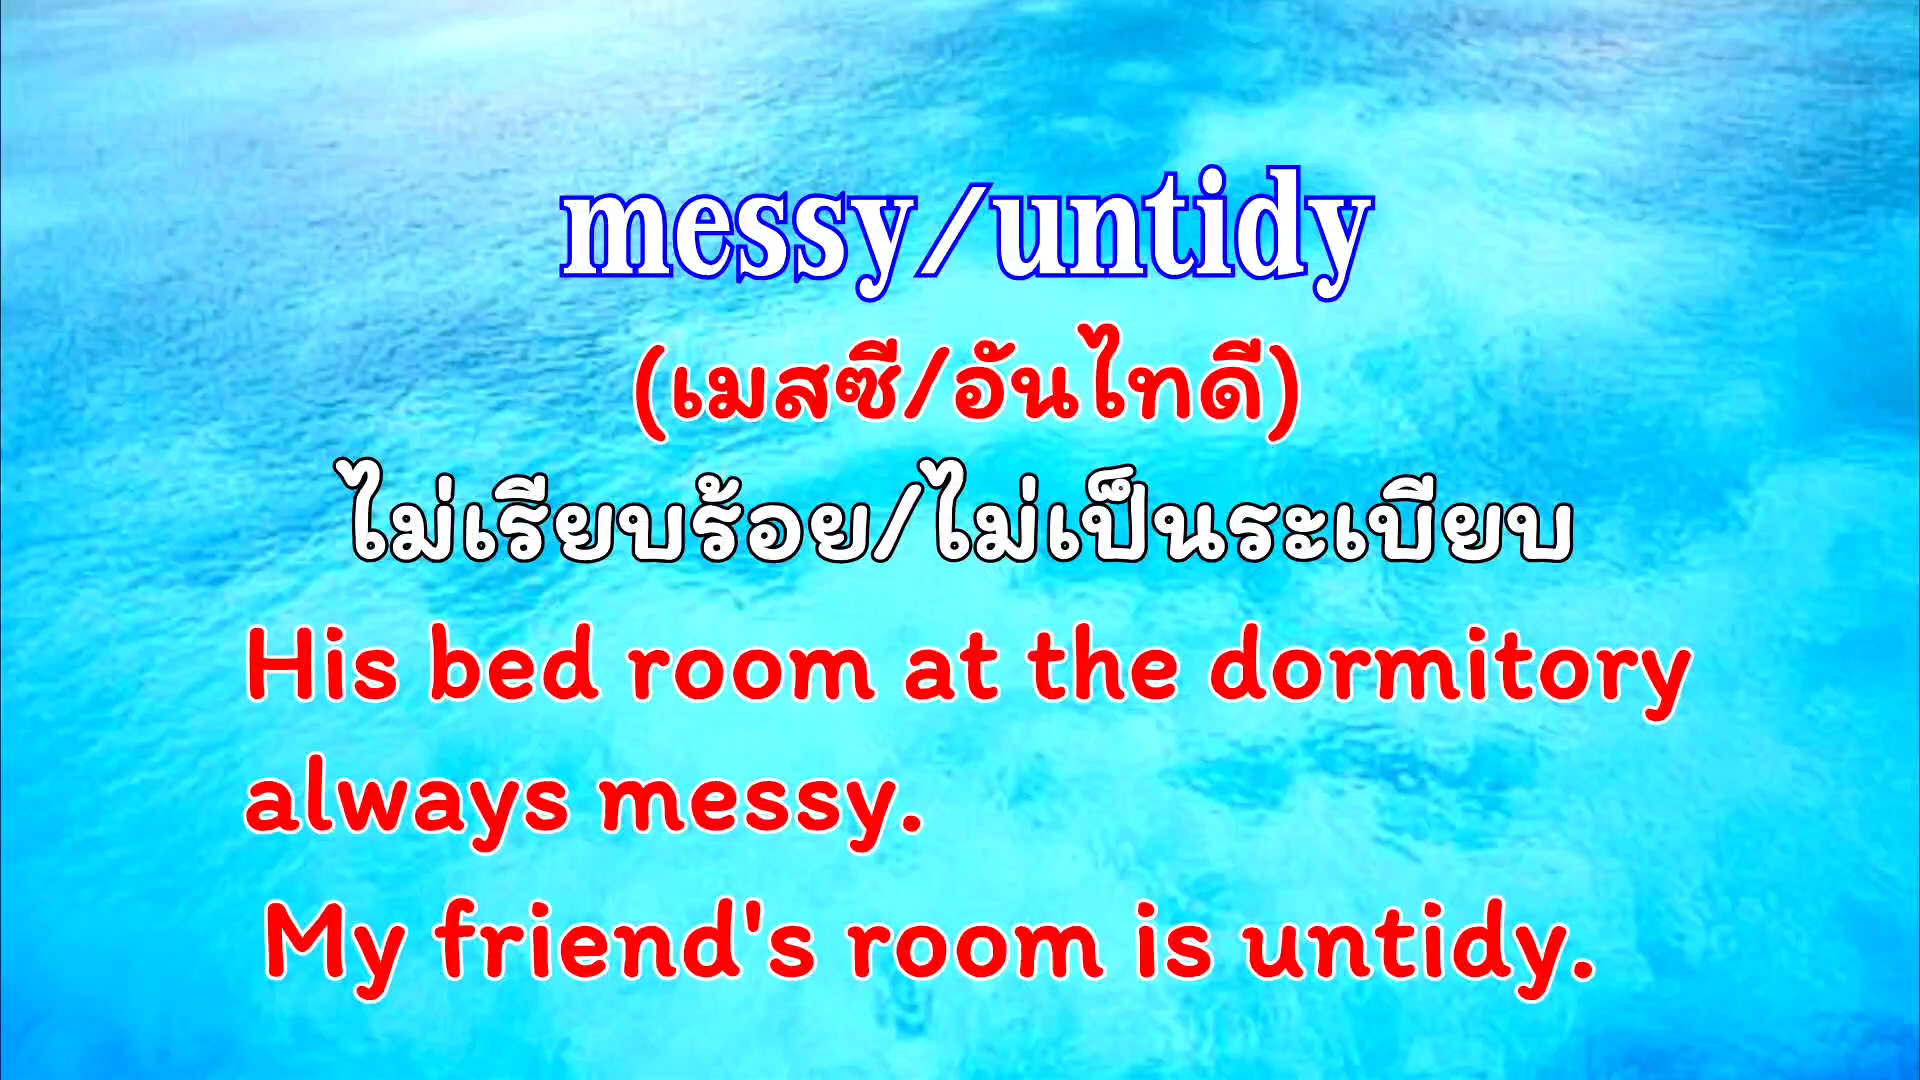 messy/untidy
(เมสซี/อันไทดี)
ไม่เรียบร้อย/ไม่เป็นระเบียบ
His bed room at the dormitory
always messy.
My friend's room is untidy.